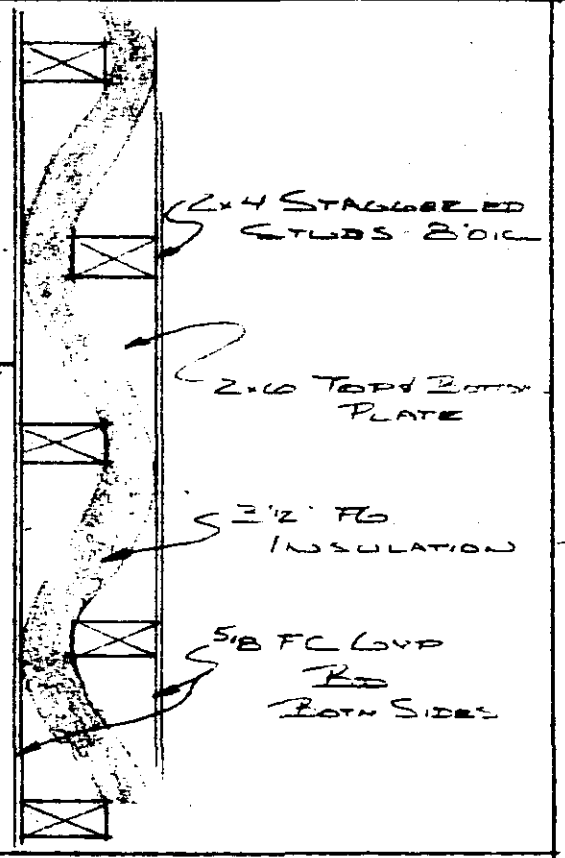 2x4 STAGGERED
STUDS 8" O.C.
2x6 TOP & BOTTOM
PLATE
3 1/2" FG
INSULATION
5/8 FC GYP
BD
BOTH SIDES